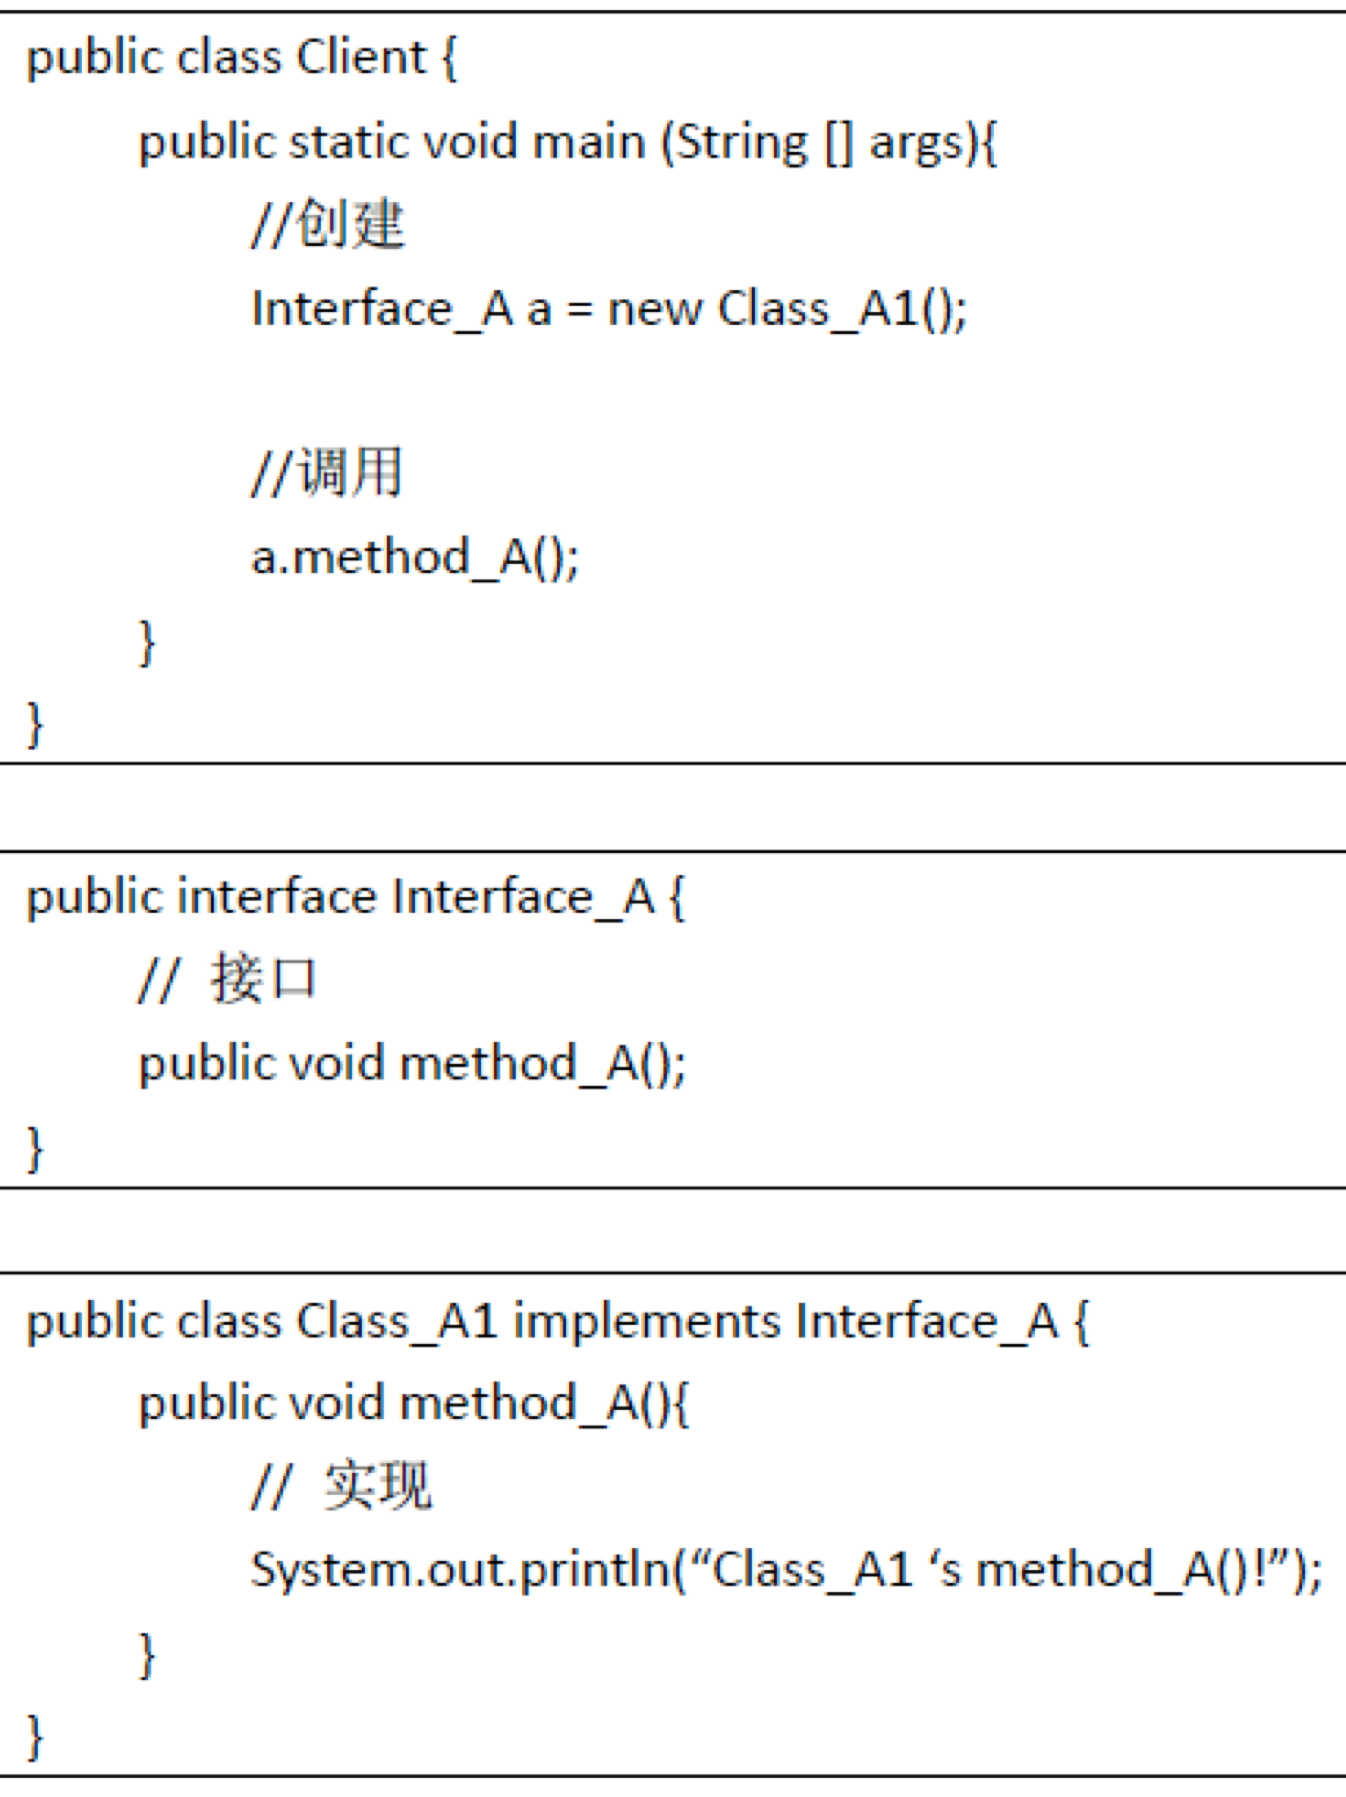 public class Client {
public static void main (String [] args){
//创建
Interface_A a = new Class_A1();
//调用
a.method_A();
}
}
public interface Interface_A {
// 接口
public void method_A();
}
public class Class_A1 implements Interface_A {
public void method_A(){
// 实现
System.out.println(“Class_A1 ‘s method_A()!”);
}
}